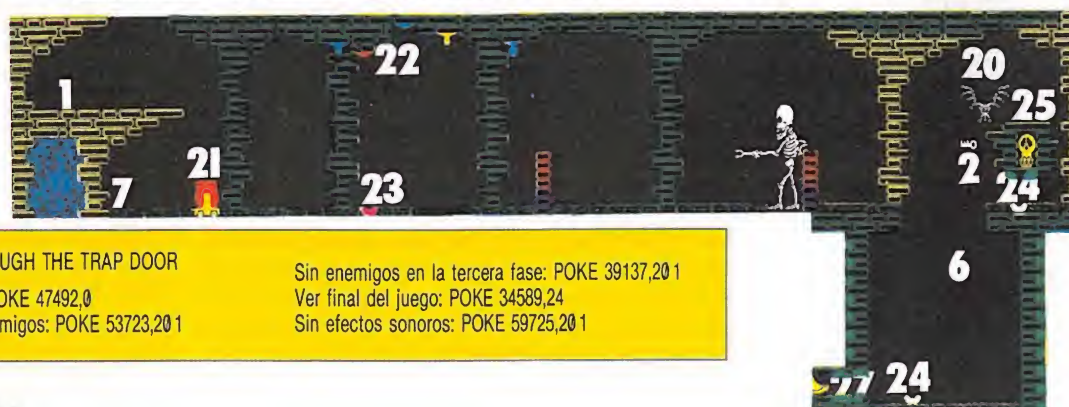 1
20
22
25
2
21
24
7
23
UGH THE TRAP DOOR
OKE 47492,0
migos: POKE 53723,201
Sin enemigos en la tercera fase: POKE 39137,201
Ver final del juego: POKE 34589,24
Sin efectos sonoros: POKE 59725,201
6
24